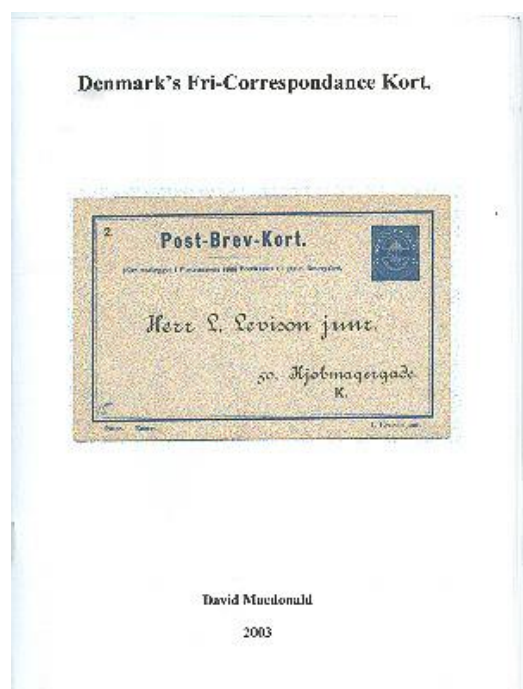 Denmark's Fri-Correspondance Kort.
2
Post-Brev-Kort.
Herr L. Levison junr.
50. Kjobmagergade
K.
David Macdonald
2003